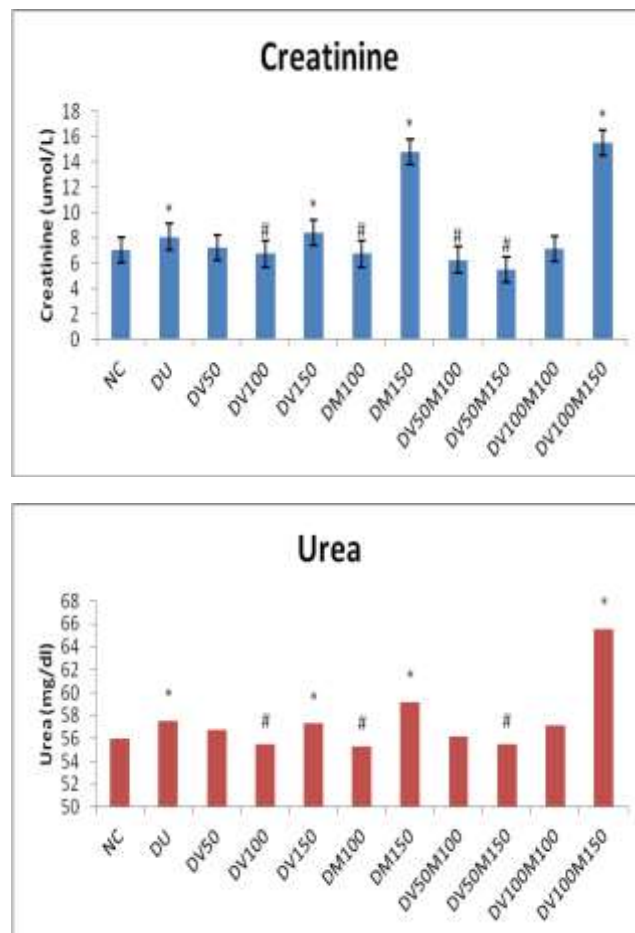 Creatinine
Creatinine (umol/L)
18
16
14
12
10
8
6
4
2
0
* # * # * # # *
NC DU DV50 DV100 DV150 DM100 DM150 DV50M100 DV50M150 DV100M100 DV100M150
Urea
Urea (mg/dl)
68
66
64
62
60
58
56
54
52
50
* # * # * # *
NC DU DV50 DV100 DV150 DM100 DM150 DV50M100 DV50M150 DV100M100 DV100M150